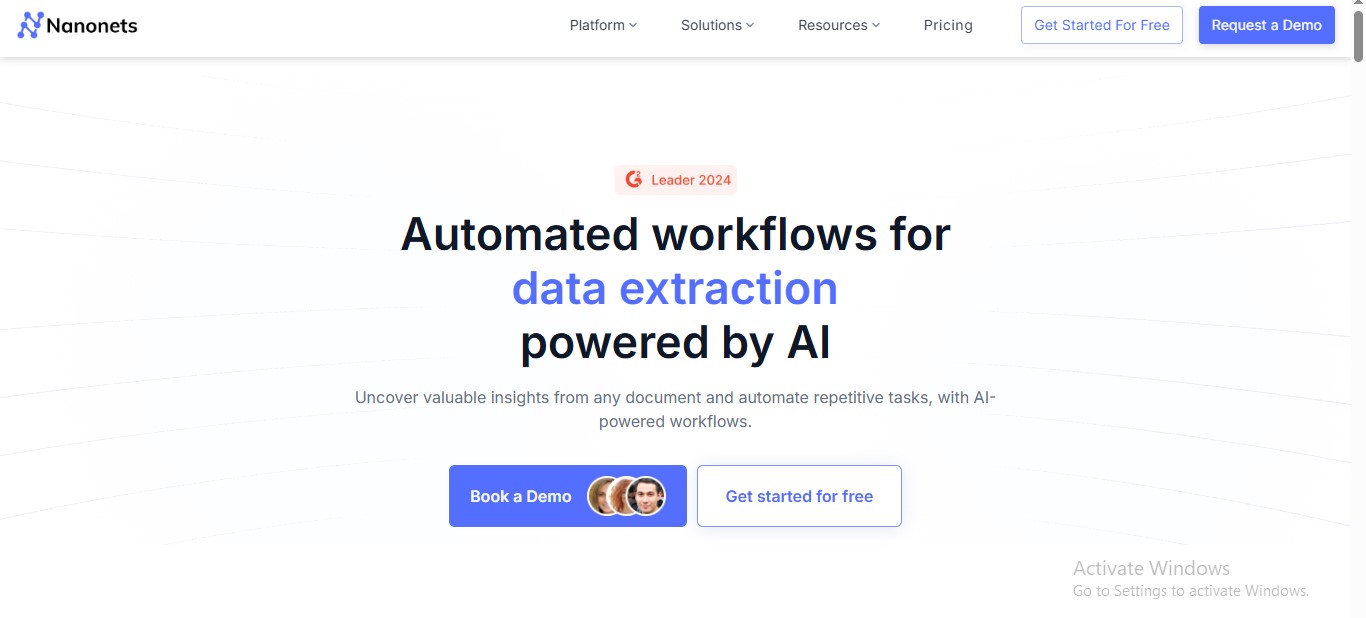 Nanonets
Platform
Solutions
Resources
Pricing
Get Started For Free
Request a Demo
Leader 2024
Automated workflows for
data extraction
powered by AI
Uncover valuable insights from any document and automate repetitive tasks, with AI-
powered workflows.
Book a Demo
Get started for free
Activate Windows
Go to Settings to activate Windows.